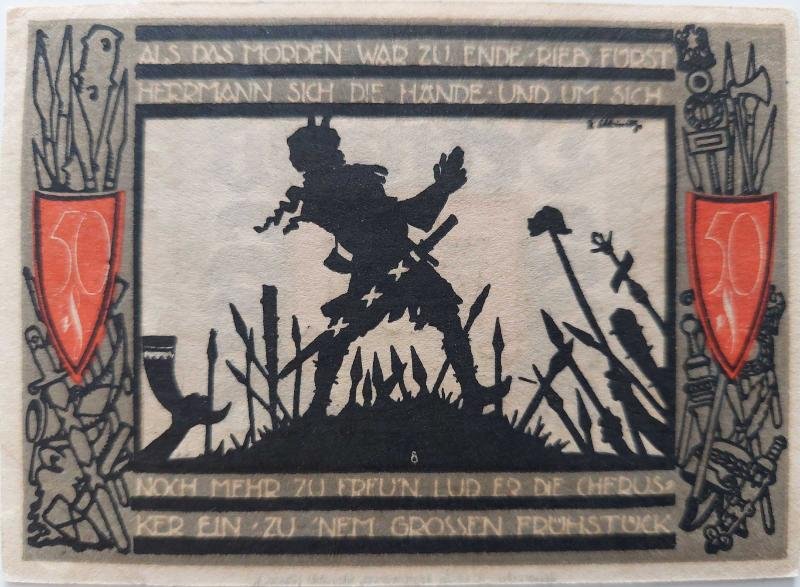 ALS DAS MORDEN WAR ZU ENDE · RIEB FÜRST
HERRMANN SICH DIE HÄNDE · UND UM SICH
50
50
8
NOCH MEHR ZU FREU'N LUD ER DIE CHERUS-
KER EIN · ZU 'NEM GROSSEN FRÜHSTÜCK